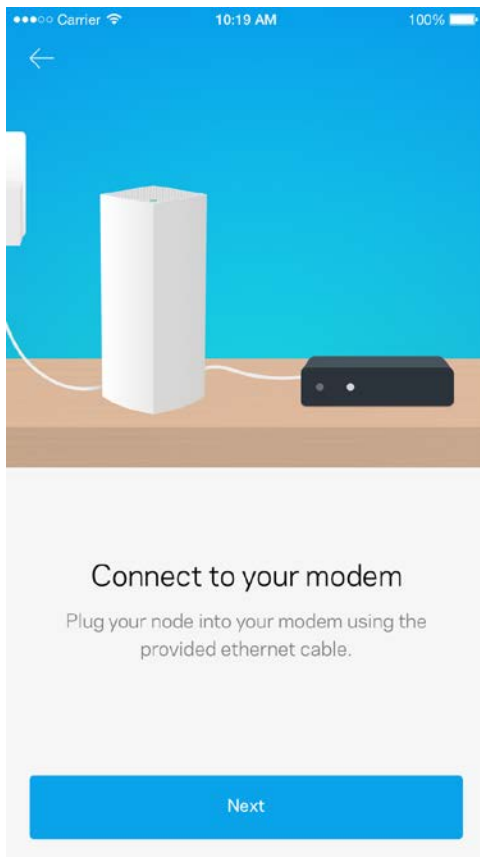 Carrier 10:19 AM 100%
Connect to your modem
Plug your node into your modem using the
provided ethernet cable.
Next